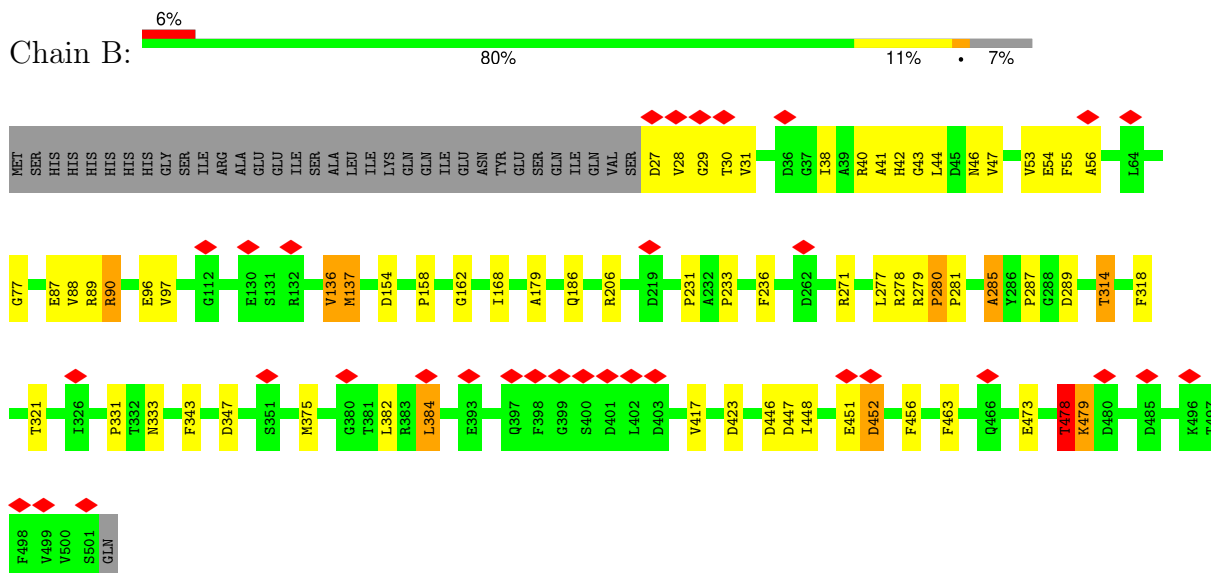 6%
Chain B:
80% 11% • 7%
MET SER HIS HIS HIS HIS HIS HIS GLY SER ILE ARG ALA GLU GLU ILE SER ALA LEU ILE LYS GLN GLN ILE GLU ASN TYR GLU SER GLN ILE GLU GLN VAL SER D27 V28 G29 T30 V31 D36 G37 I38 A39 R40 A41 H42 G43 L44 D45 N46 V47 V53 E54 F55 A56 L64
G77 E87 V88 R89 R90 E96 V97 G112 E130 S131 R132 V136 M137 D154 P158 G162 I168 A179 Q186 R206 D219 P231 A232 P233 F236 D262 R271 L277 R278 R279 P280 P281 A285 Y286 P287 G288 D289 T314 F318
T321 I326 P331 T332 N333 F343 D347 S351 M375 G380 T381 L382 R383 L384 E393 Q397 F398 G399 S400 D401 L402 D403 V417 D423 D446 D447 I448 E451 D452 F456 F463 Q466 E473 T478 K479 D480 D485 K496 T497
F498 V499 V500 S501 GLN